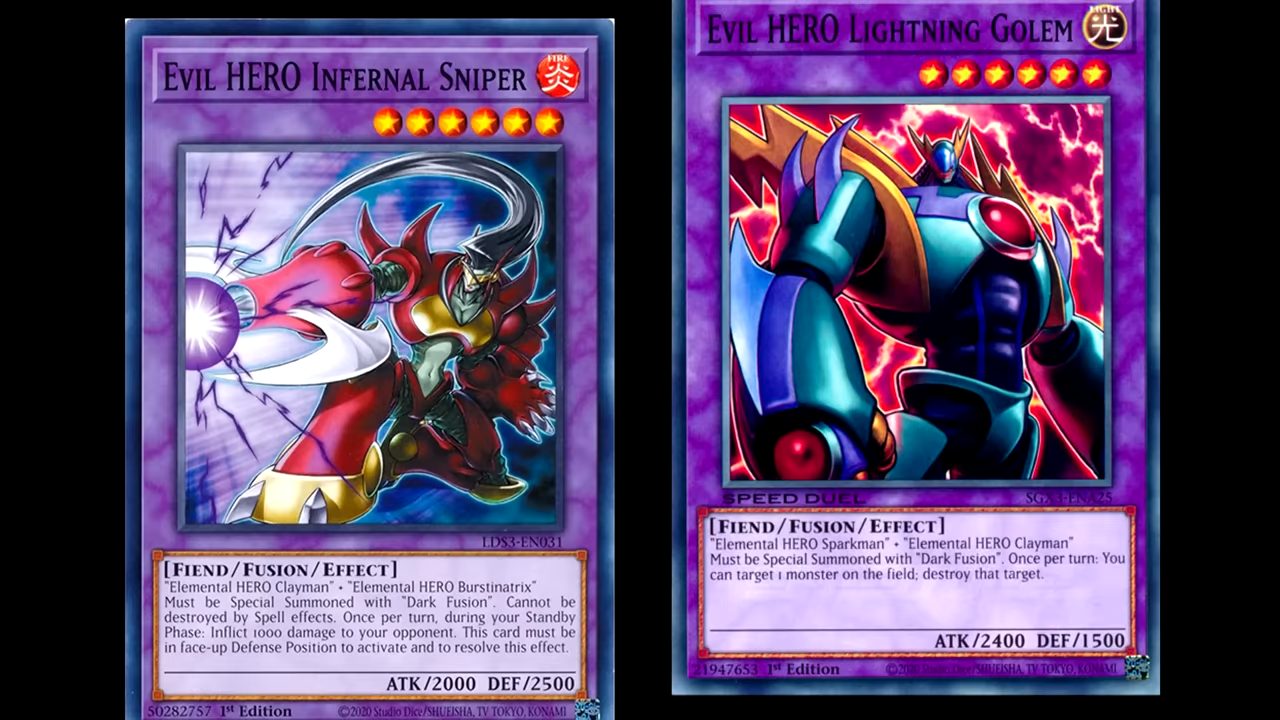 EVIL HERO INFERNAL SNIPER
FIRE
炎
LDS3-EN031
[FIEND/FUSION/EFFECT]
"Elemental HERO Clayman" + "Elemental HERO Burstinatrix"
Must be Special Summoned with "Dark Fusion". Cannot be
destroyed by Spell effects. Once per turn, during your Standby
Phase: Inflict 1000 damage to your opponent. This card must be
in face-up Defense Position to activate and to resolve this effect.
ATK/2000 DEF/2500
50282757 1st Edition
©2020 Studio Dice/SHUEISHA, TV TOKYO, KONAMI
EVIL HERO LIGHTNING GOLEM
LIGHT
光
SPEED DUEL
SGX3-ENA25
[FIEND/FUSION/EFFECT]
"Elemental HERO Sparkman" + "Elemental HERO Clayman"
Must be Special Summoned with "Dark Fusion". Once per turn: You
can target 1 monster on the field; destroy that target.
ATK/2400 DEF/1500
21947653 1st Edition
©2020 Studio Dice/SHUEISHA, TV TOKYO, KONAMI